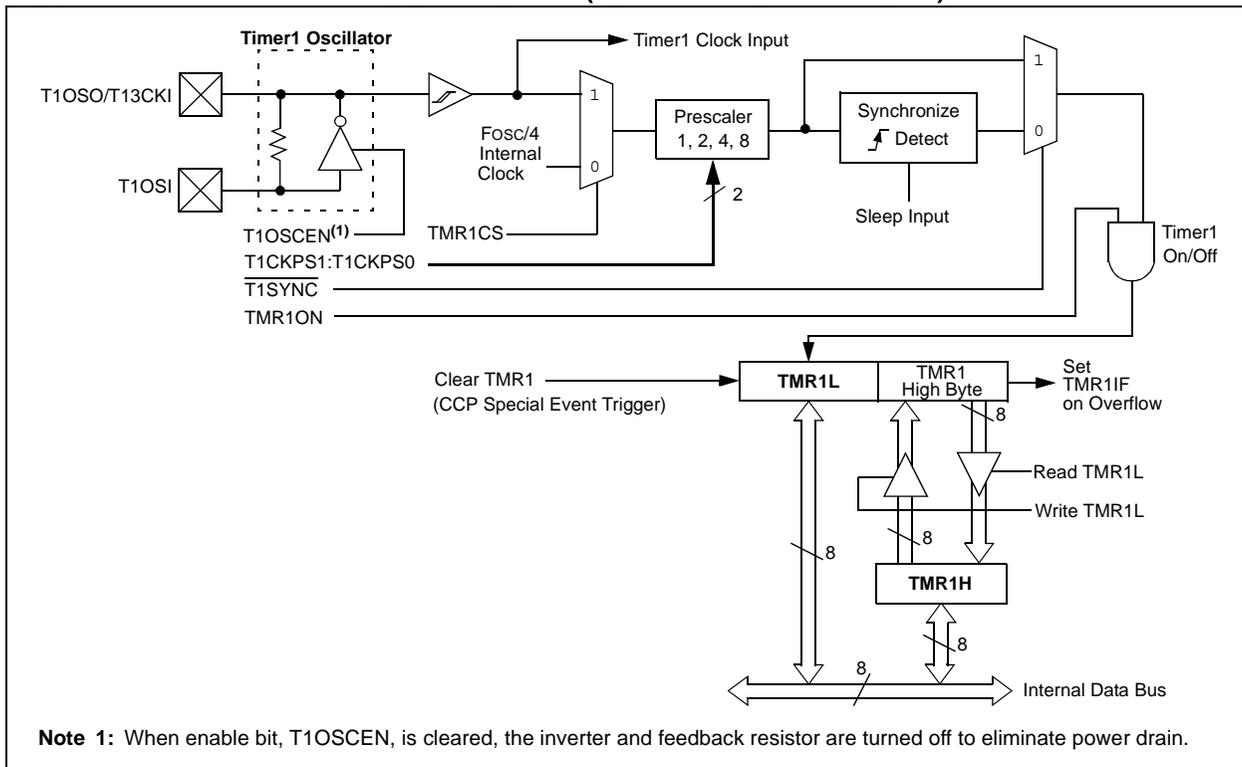 Timer1 Oscillator
Timer1 Clock Input
T1OSO/T13CKI
T1OSI
FOSC/4
Internal
Clock
1
0
Prescaler
1, 2, 4, 8
2
Synchronize
Detect
Sleep Input
1
0
T1OSCEN(1)
TMR1CS
T1CKPS1:T1CKPS0
T1SYNC
TMR1ON
Timer1
On/Off
Clear TMR1
(CCP Special Event Trigger)
TMR1L
TMR1
High Byte
Set
TMR1IF
on Overflow
8
Read TMR1L
Write TMR1L
8
8
TMR1H
8
8
Internal Data Bus
Note 1: When enable bit, T1OSCEN, is cleared, the inverter and feedback resistor are turned off to eliminate power drain.